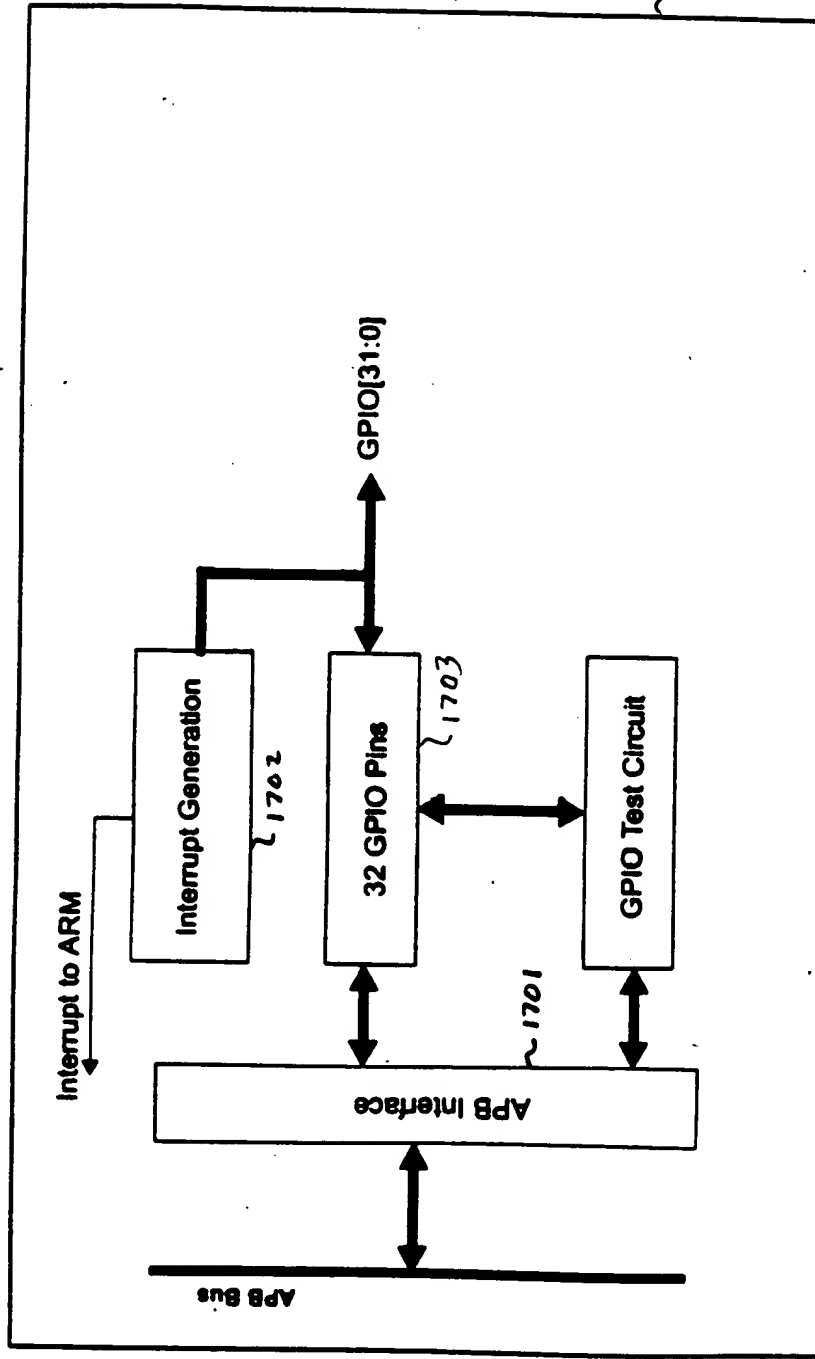 Interrupt to ARM
Interrupt Generation
1702
GPIO[31:0]
32 GPIO Pins
1703
APB Bus
APB Interface
1701
GPIO Test Circuit